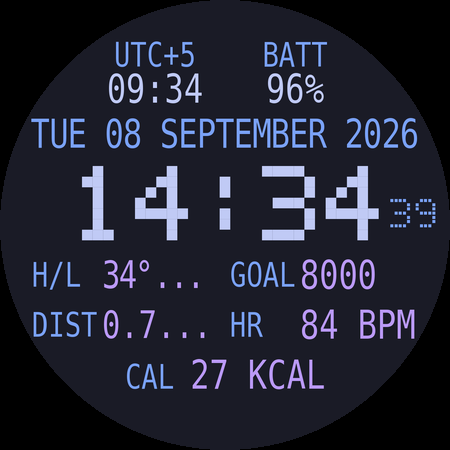 UTC+5 BATT
09:34 96%
TUE 08 SEPTEMBER 2026
14:34 39
H/L 34°... GOAL 8000
DIST 0.7... HR 84 BPM
CAL 27 KCAL